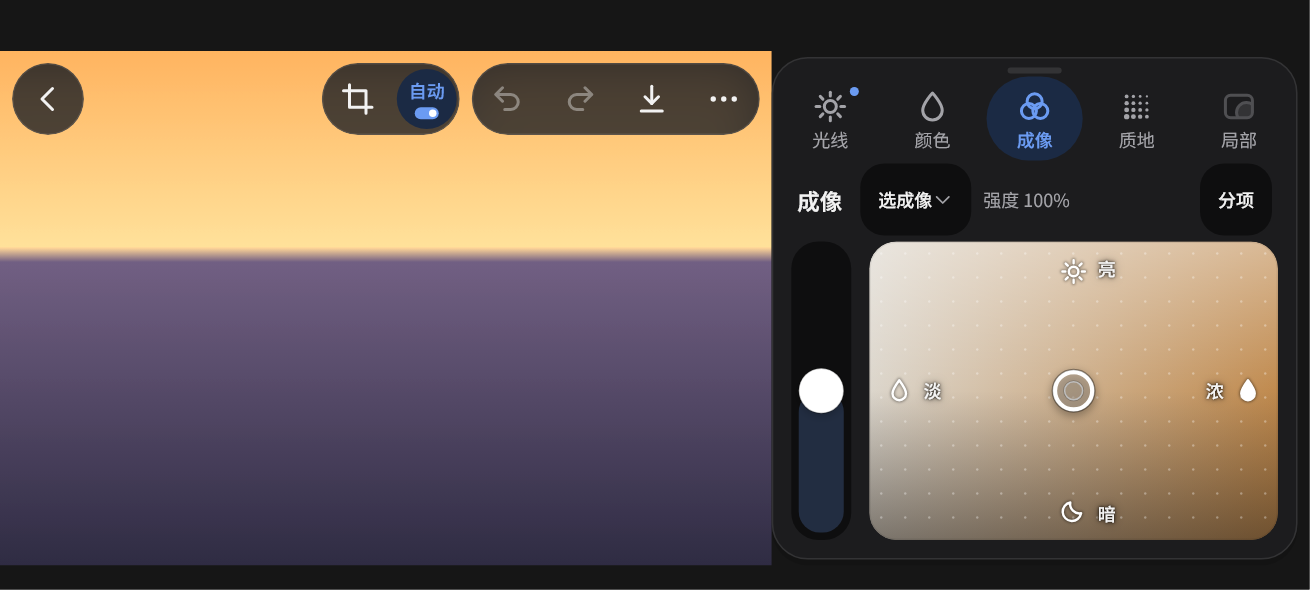 自动
光线
颜色
成像
质地
局部
成像
选成像
强度 100%
分项
亮
淡
浓
暗